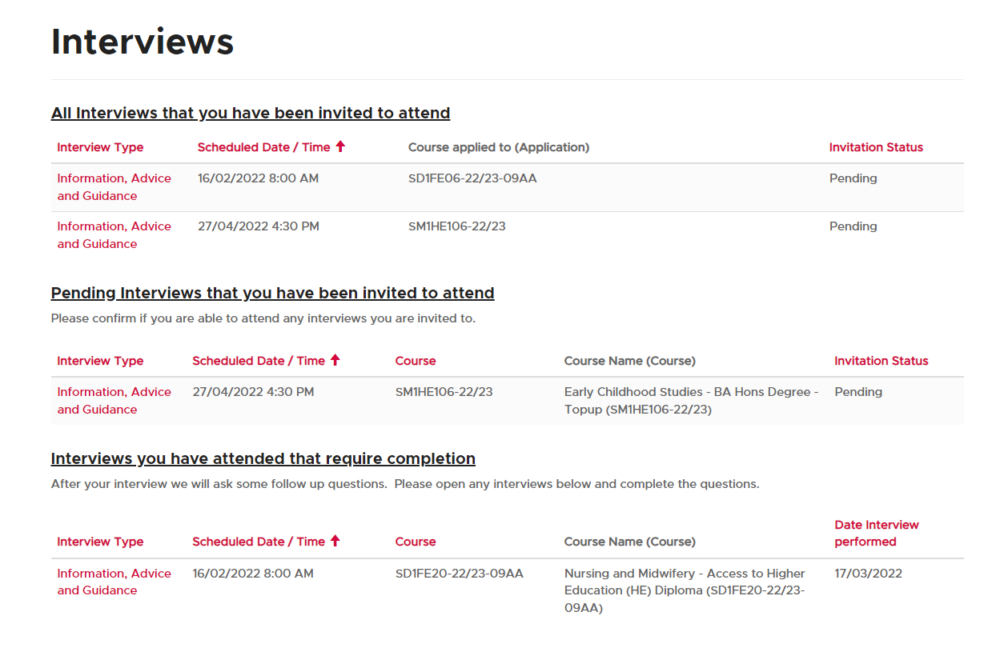 Interviews
All Interviews that you have been invited to attend
Interview Type Scheduled Date / Time Course applied to (Application) Invitation Status
Information, Advice 16/02/2022 8:00 AM SD1FE06-22/23-09AA Pending
and Guidance
Information, Advice 27/04/2022 4:30 PM SM1HE106-22/23 Pending
and Guidance
Pending Interviews that you have been invited to attend
Please confirm if you are able to attend any interviews you are invited to.
Interview Type Scheduled Date / Time Course Course Name (Course) Invitation Status
Information, Advice 27/04/2022 4:30 PM SM1HE106-22/23 Early Childhood Studies - BA Hons Degree - Pending
and Guidance Topup (SM1HE106-22/23)
Interviews you have attended that require completion
After your interview we will ask some follow up questions. Please open any interviews below and complete the questions.
Date Interview
Interview Type Scheduled Date / Time Course Course Name (Course) performed
Information, Advice 16/02/2022 8:00 AM SD1FE20-22/23-09AA Nursing and Midwifery - Access to Higher 17/03/2022
and Guidance Education (HE) Diploma (SD1FE20-22/23-
09AA)